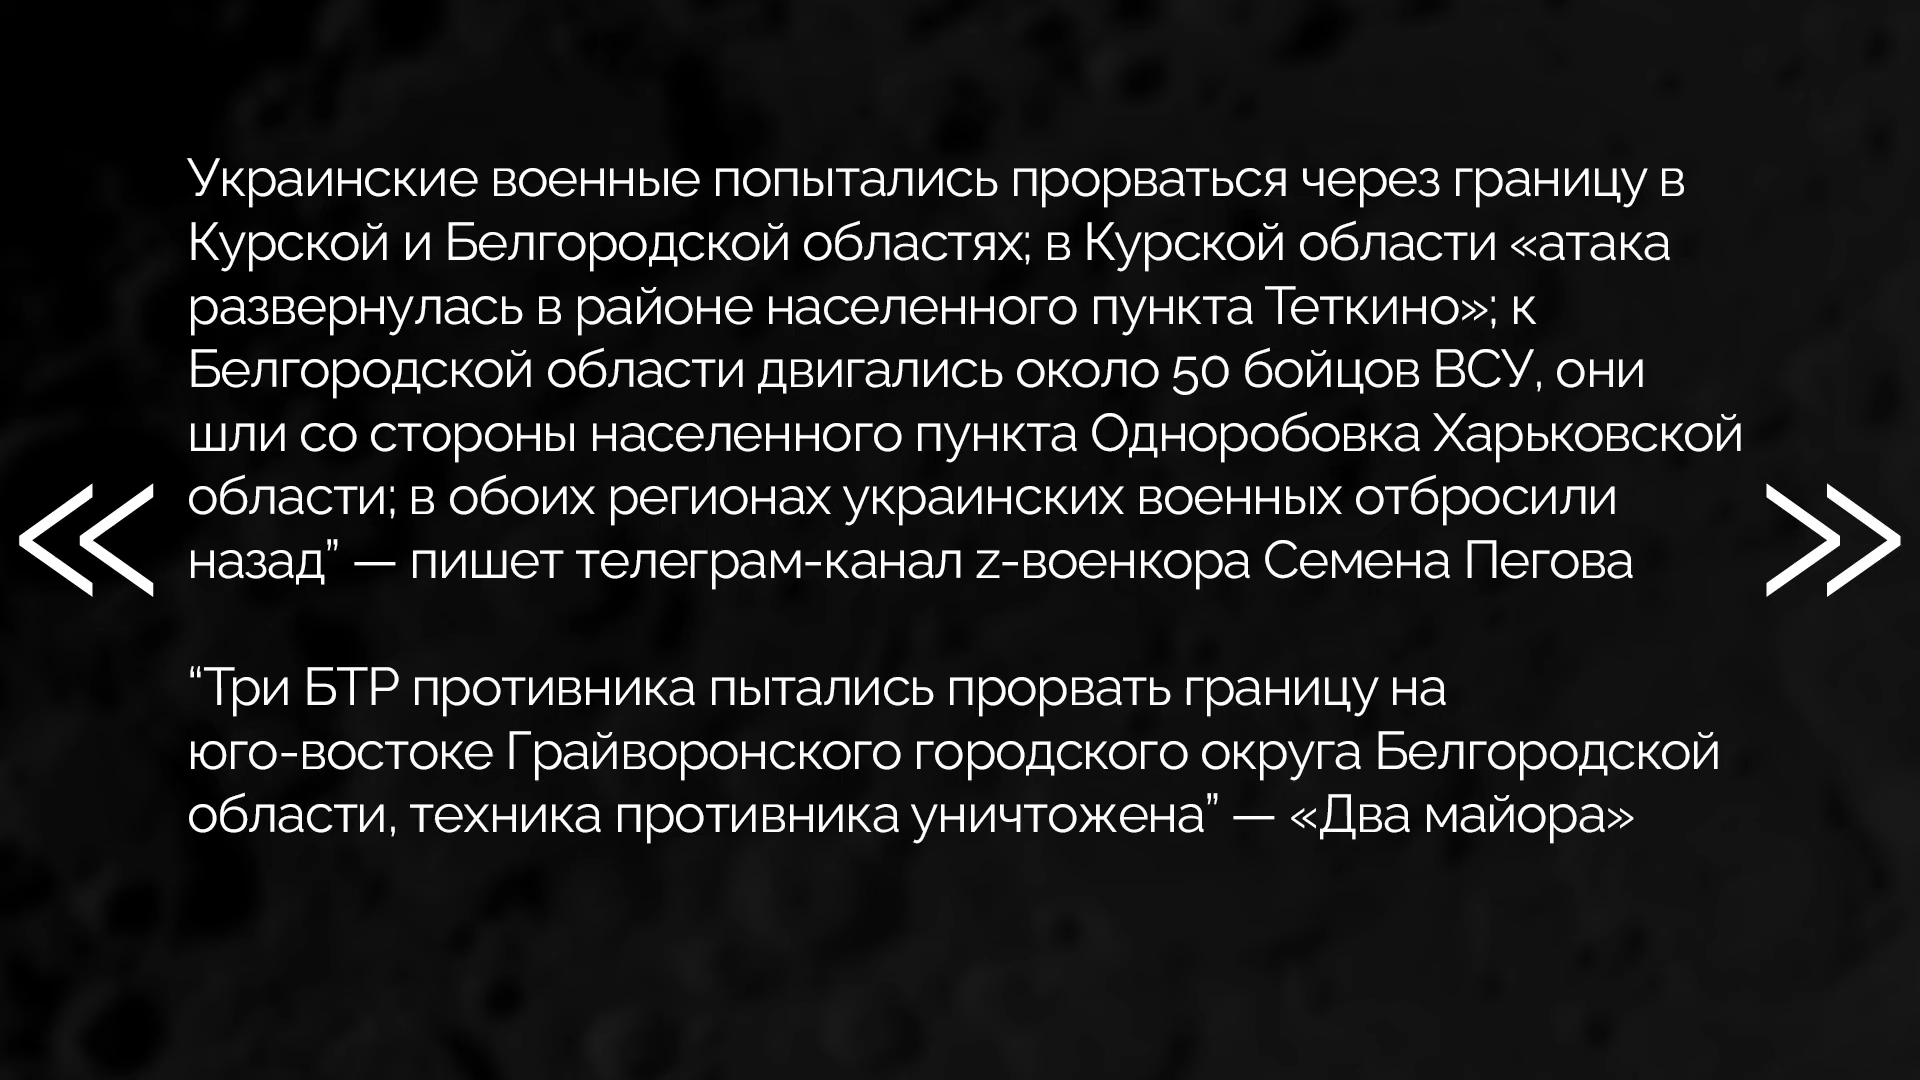 Украинские военные попытались прорваться через границу в
Курской и Белгородской областях; в Курской области «атака
развернулась в районе населенного пункта Теткино»; к
Белгородской области двигались около 50 бойцов ВСУ, они
шли со стороны населенного пункта Одноробовка Харьковской
« области; в обоих регионах украинских военных отбросили »
назад” — пишет телеграм-канал z-военкора Семена Пегова
“Три БТР противника пытались прорвать границу на
юго-востоке Грайворонского городского округа Белгородской
области, техника противника уничтожена” — «Два майора»